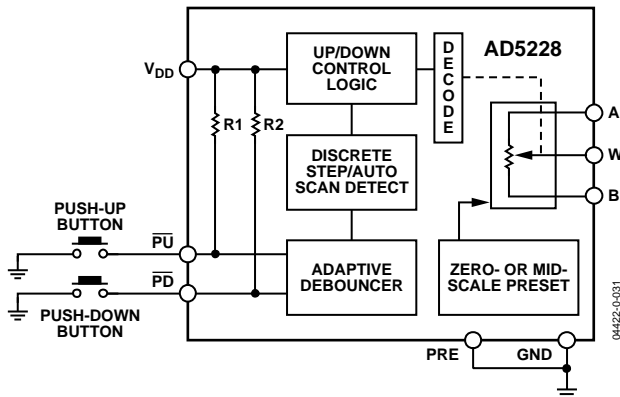 UP/DOWN
CONTROL
LOGIC
DECODE
AD5228
VDD
R1
R2
A
W
B
DISCRETE
STEP/AUTO
SCAN DETECT
PUSH-UP
BUTTON
PU
PD
PUSH-DOWN
BUTTON
ADAPTIVE
DEBOUNCER
ZERO- OR MID-
SCALE PRESET
PRE
GND
04422-0-031